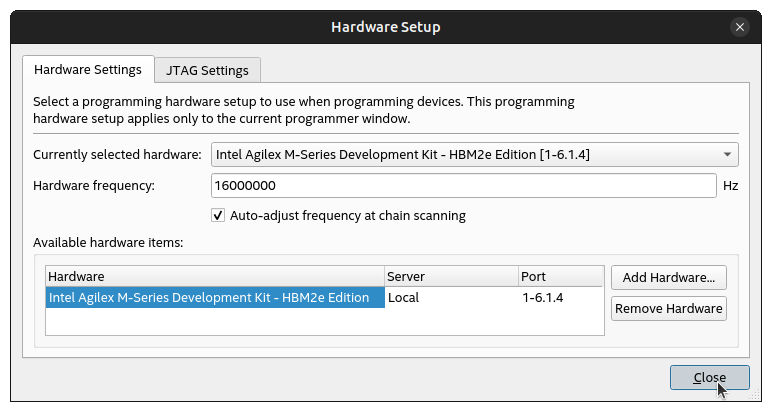 Hardware Setup
Hardware Settings
JTAG Settings
Select a programming hardware setup to use when programming devices. This programming
hardware setup applies only to the current programmer window.
Currently selected hardware: Intel Agilex M-Series Development Kit - HBM2e Edition [1-6.1.4]
Hardware frequency: 16000000 Hz
Auto-adjust frequency at chain scanning
Available hardware items:
Hardware Server Port
Intel Agilex M-Series Development Kit - HBM2e Edition Local 1-6.1.4
Add Hardware...
Remove Hardware
Close